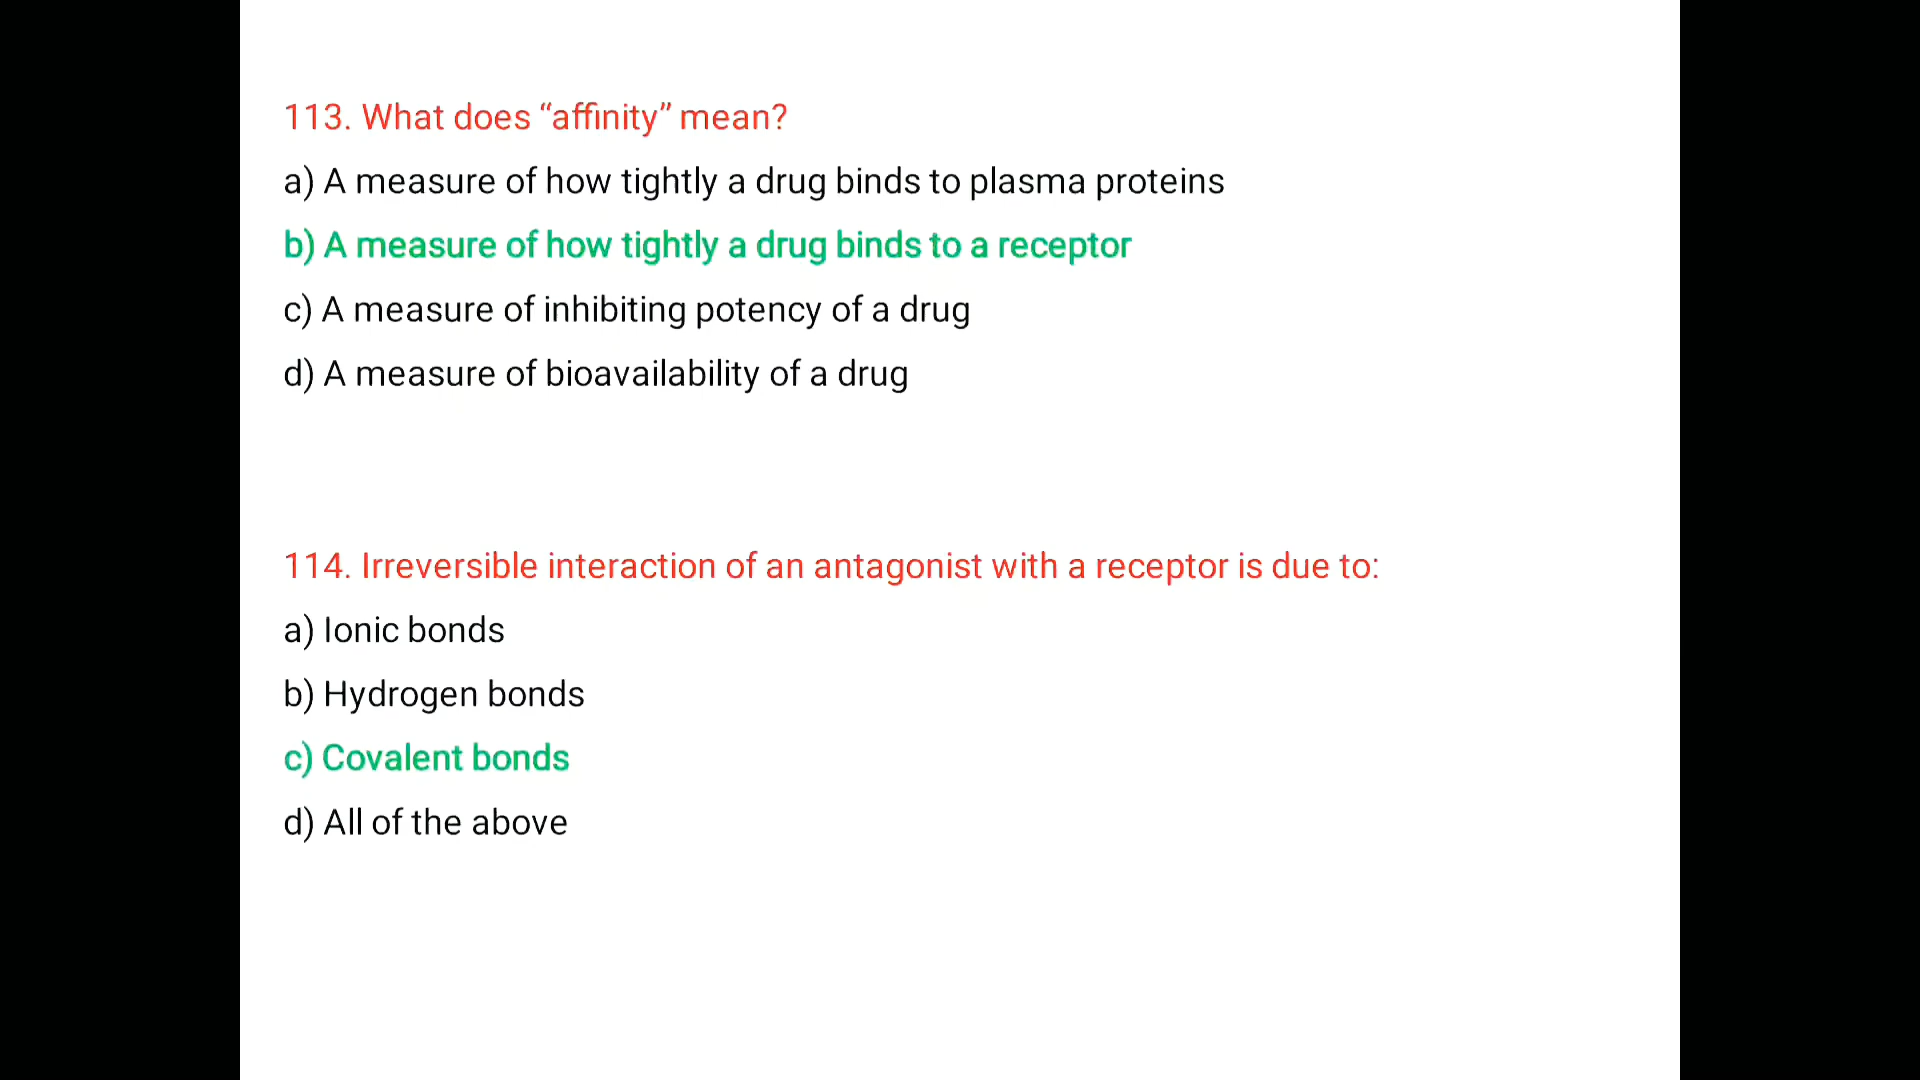 113. What does “affinity” mean?
a) A measure of how tightly a drug binds to plasma proteins
b) A measure of how tightly a drug binds to a receptor
c) A measure of inhibiting potency of a drug
d) A measure of bioavailability of a drug
114. Irreversible interaction of an antagonist with a receptor is due to:
a) Ionic bonds
b) Hydrogen bonds
c) Covalent bonds
d) All of the above